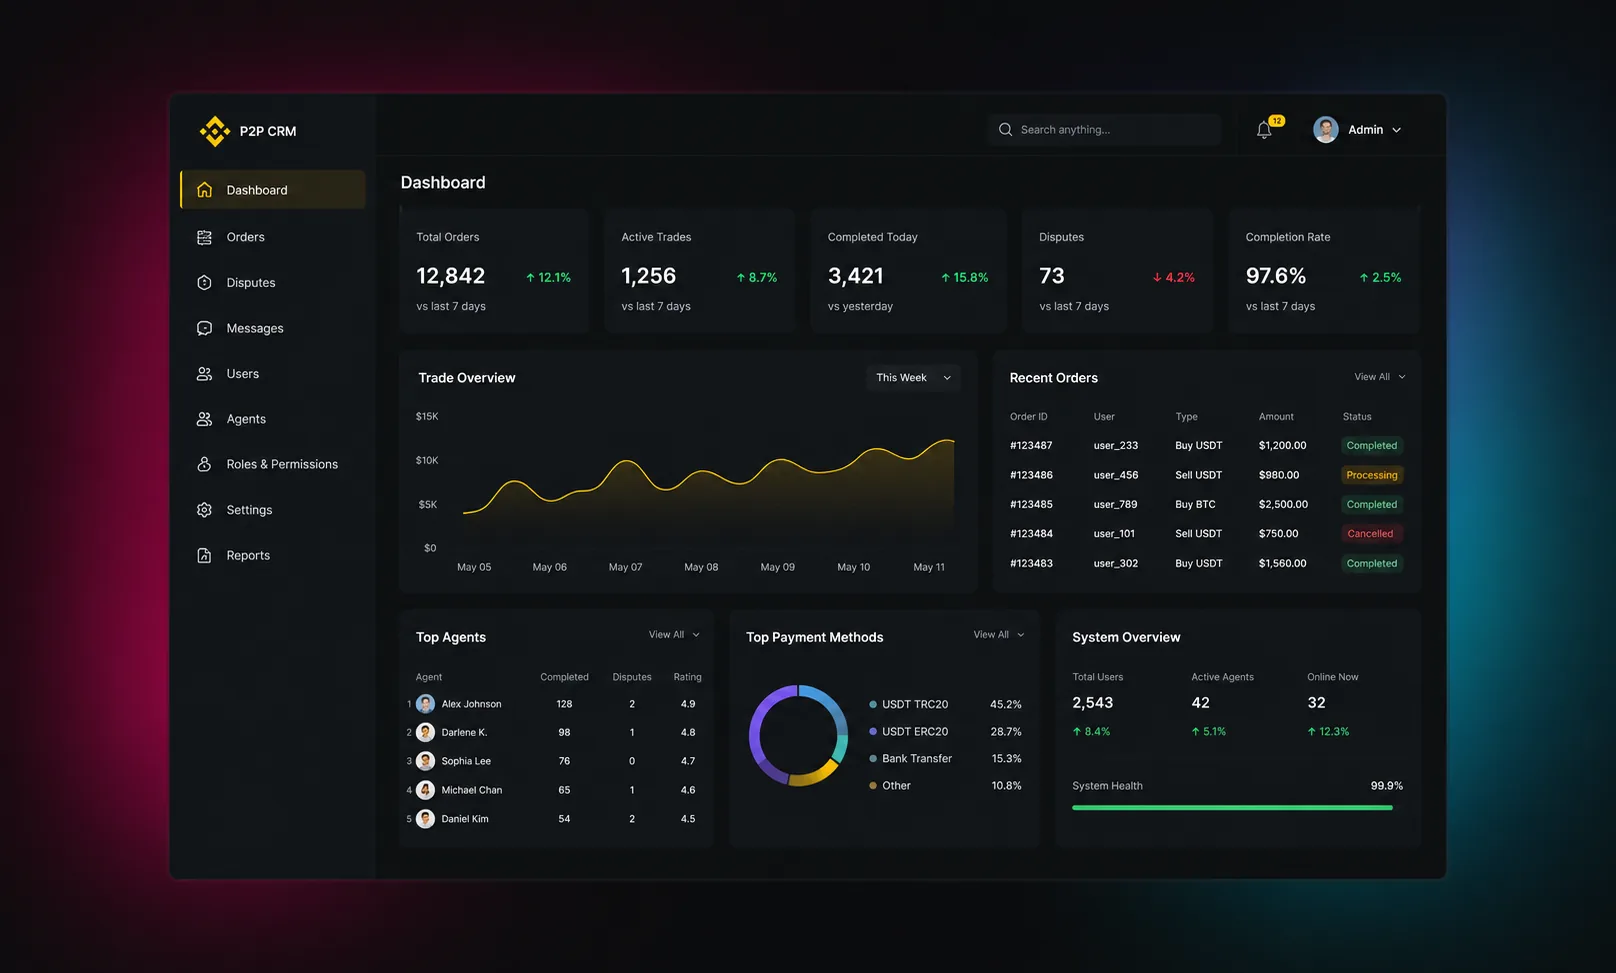 P2P CRM
Search anything...
12
Admin
Dashboard
Orders
Disputes
Messages
Users
Agents
Roles & Permissions
Settings
Reports
Dashboard
Total Orders
12,842 ↑ 12.1%
vs last 7 days
Active Trades
1,256 ↑ 8.7%
vs last 7 days
Completed Today
3,421 ↑ 15.8%
vs yesterday
Disputes
73 ↓ 4.2%
vs last 7 days
Completion Rate
97.6% ↑ 2.5%
vs last 7 days
Trade Overview
This Week
$15K
$10K
$5K
$0
May 05 May 06 May 07 May 08 May 09 May 10 May 11
Recent Orders
View All
Order ID User Type Amount Status
#123487 user_233 Buy USDT $1,200.00 Completed
#123486 user_456 Sell USDT $980.00 Processing
#123485 user_789 Buy BTC $2,500.00 Completed
#123484 user_101 Sell USDT $750.00 Cancelled
#123483 user_302 Buy USDT $1,560.00 Completed
Top Agents
View All
Agent Completed Disputes Rating
1 Alex Johnson 128 2 4.9
2 Darlene K. 98 1 4.8
3 Sophia Lee 76 0 4.7
4 Michael Chan 65 1 4.6
5 Daniel Kim 54 2 4.5
Top Payment Methods
View All
USDT TRC20 45.2%
USDT ERC20 28.7%
Bank Transfer 15.3%
Other 10.8%
System Overview
Total Users Active Agents Online Now
2,543 42 32
↑ 8.4% ↑ 5.1% ↑ 12.3%
System Health 99.9%